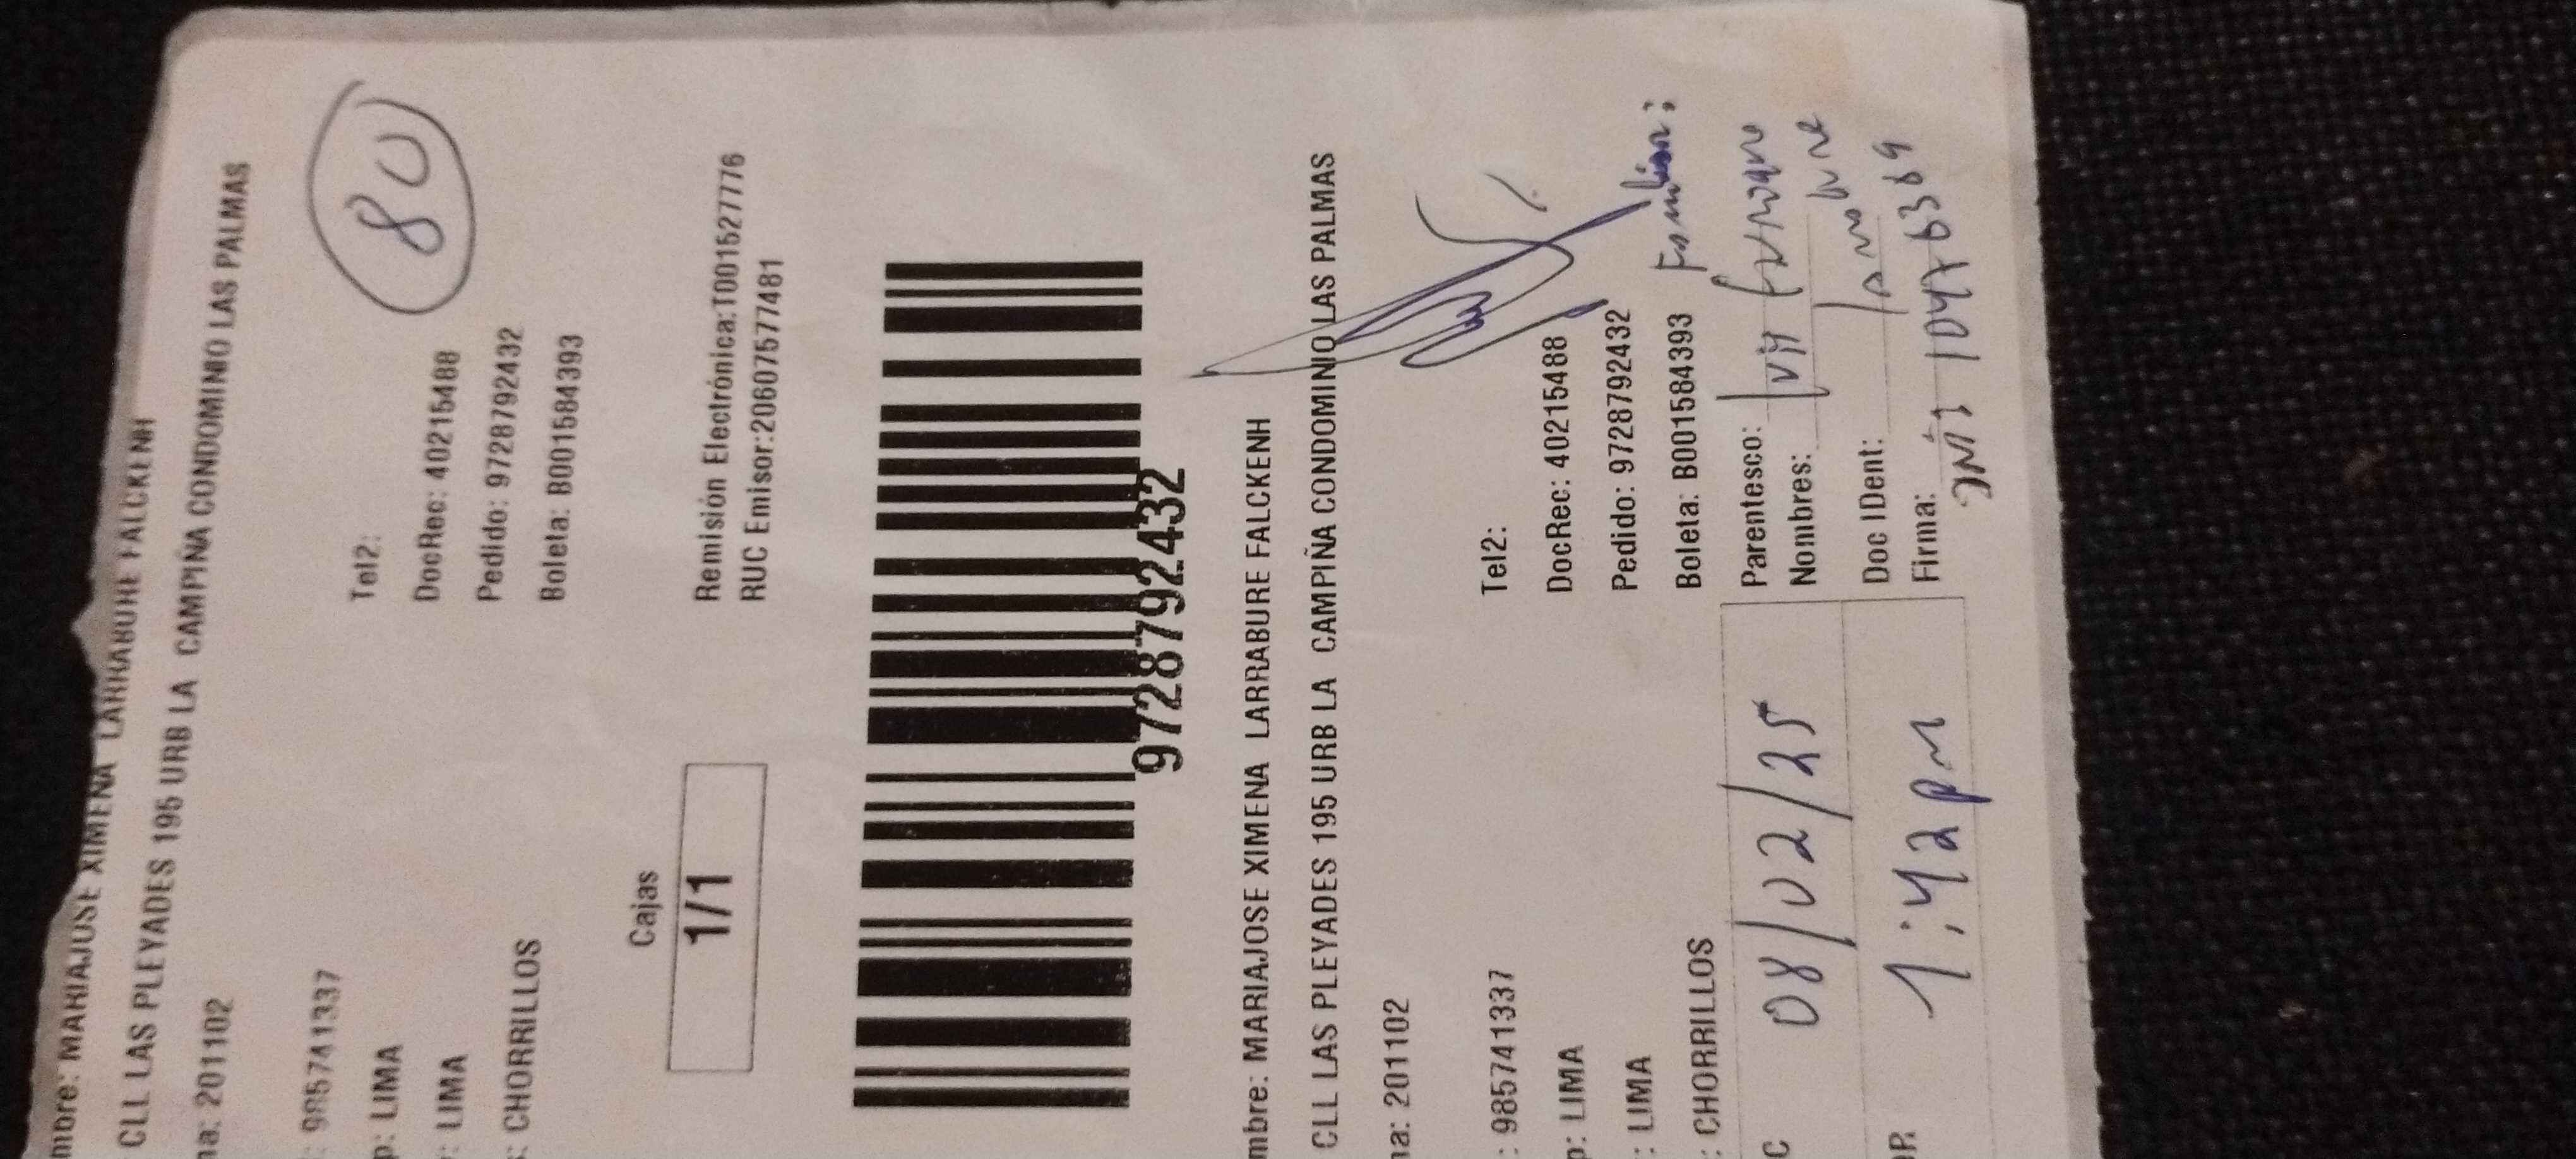 mbre: MARIAJOSE XIMENA LARRABURE FALCKENH
CLL LAS PLEYADES 195 URB LA CAMPIÑA CONDOMINIO LAS PALMAS
na: 201102
80
: 985741337 Tel2:
p: LIMA DocRec: 40215488
: LIMA Pedido: 9728792432
: CHORRILLOS Boleta: B001584393
Cajas
1/1
Remisión Electrónica:T001527776
RUC Emisor:20607577481
9728792432
mbre: MARIAJOSE XIMENA LARRABURE FALCKENH
CLL LAS PLEYADES 195 URB LA CAMPIÑA CONDOMINIO LAS PALMAS
na: 201102
: 985741337 Tel2:
p: LIMA DocRec: 40215488
: LIMA Pedido: 9728792432
: CHORRILLOS Boleta: B001584393
C 08/02/25 Parentesco:
Nombres:
1:42pm Doc IDent:
Firma: